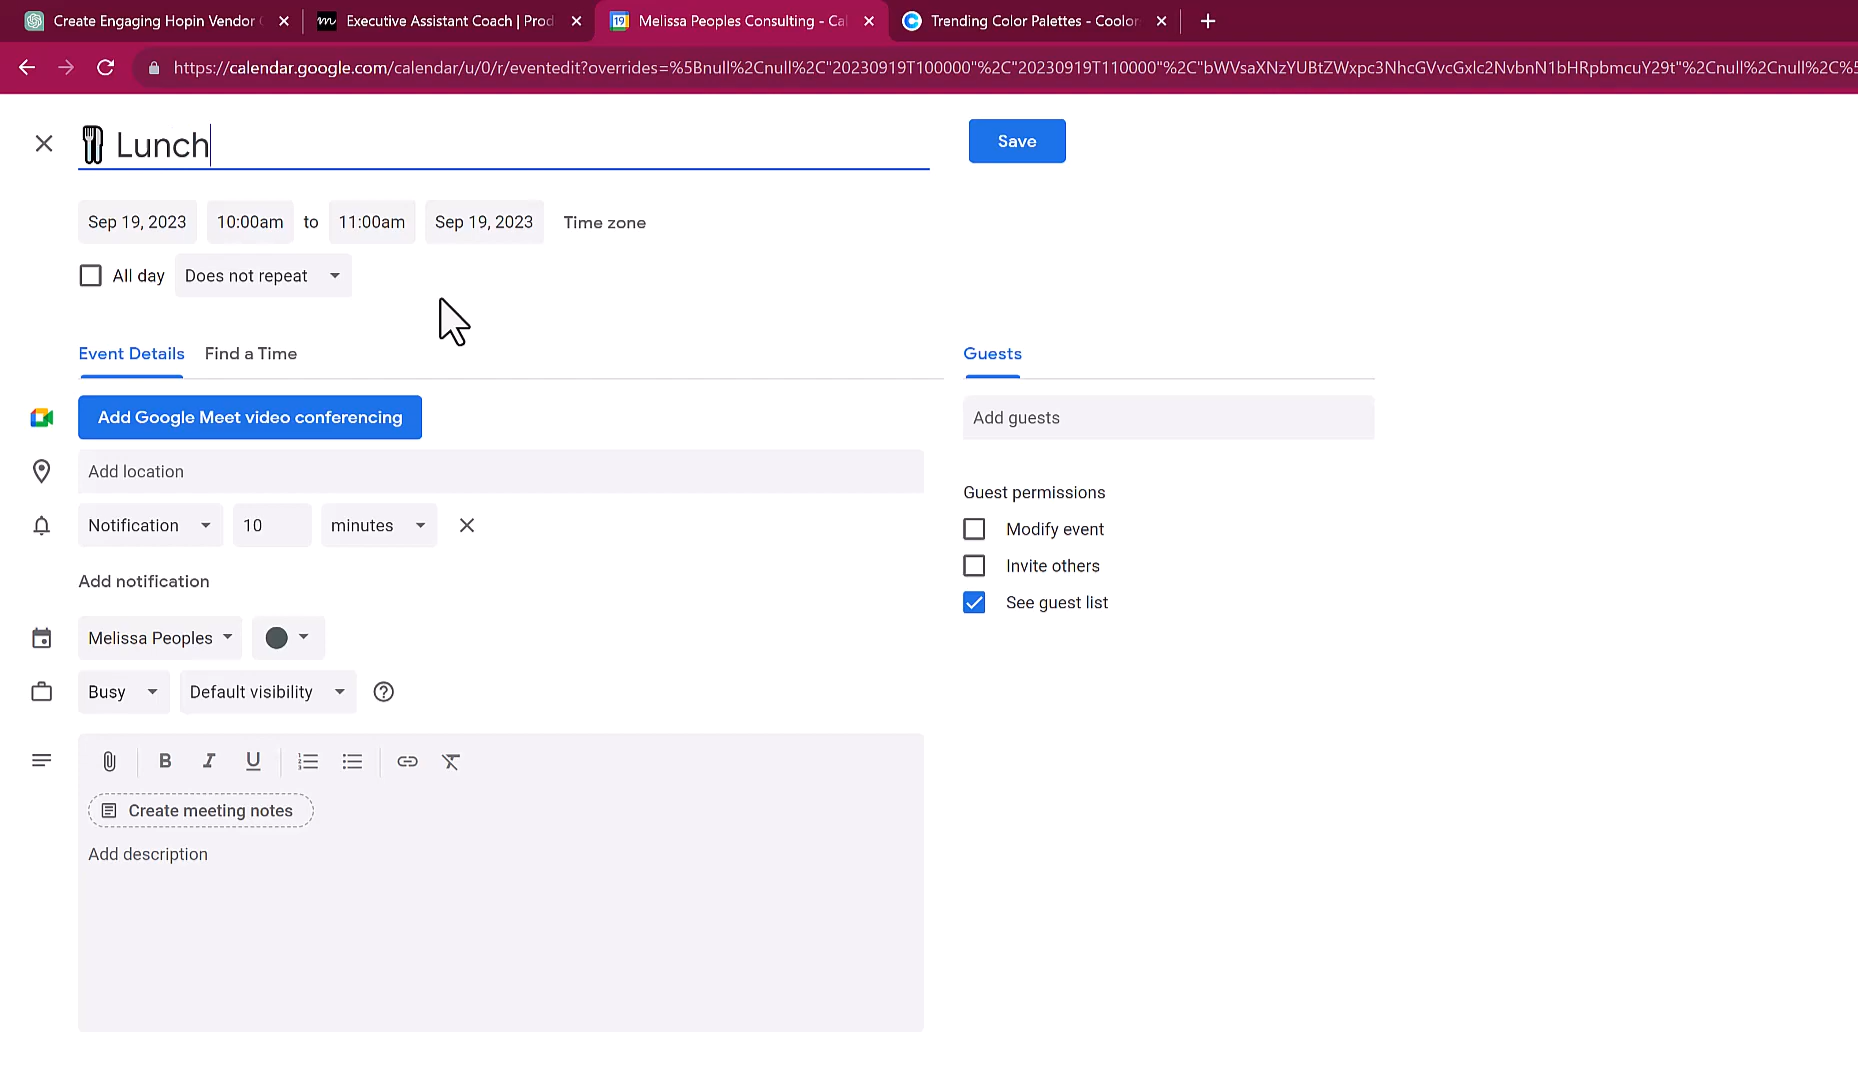 Create Engaging Hopin Vendor
Executive Assistant Coach | Prod
Melissa Peoples Consulting - Cal
Trending Color Palettes - Coolor
https://calendar.google.com/calendar/u/0/r/eventedit?overrides=%5Bnull%2Cnull%2C"20230919T100000"%2C"20230919T110000"%2C"bWVsaXNzYUBtZWxpc3NhcGVvcGxlc2NvbnN1bHRpbmcuY29t"%2Cnull%2Cnull%2C%5
Lunch
Save
Sep 19, 2023 10:00am to 11:00am Sep 19, 2023 Time zone
All day Does not repeat
Event Details Find a Time
Guests
Add Google Meet video conferencing
Add guests
Add location
Guest permissions
Notification 10 minutes
Modify event
Invite others
Add notification
See guest list
Melissa Peoples
Busy Default visibility
B I U
Create meeting notes
Add description